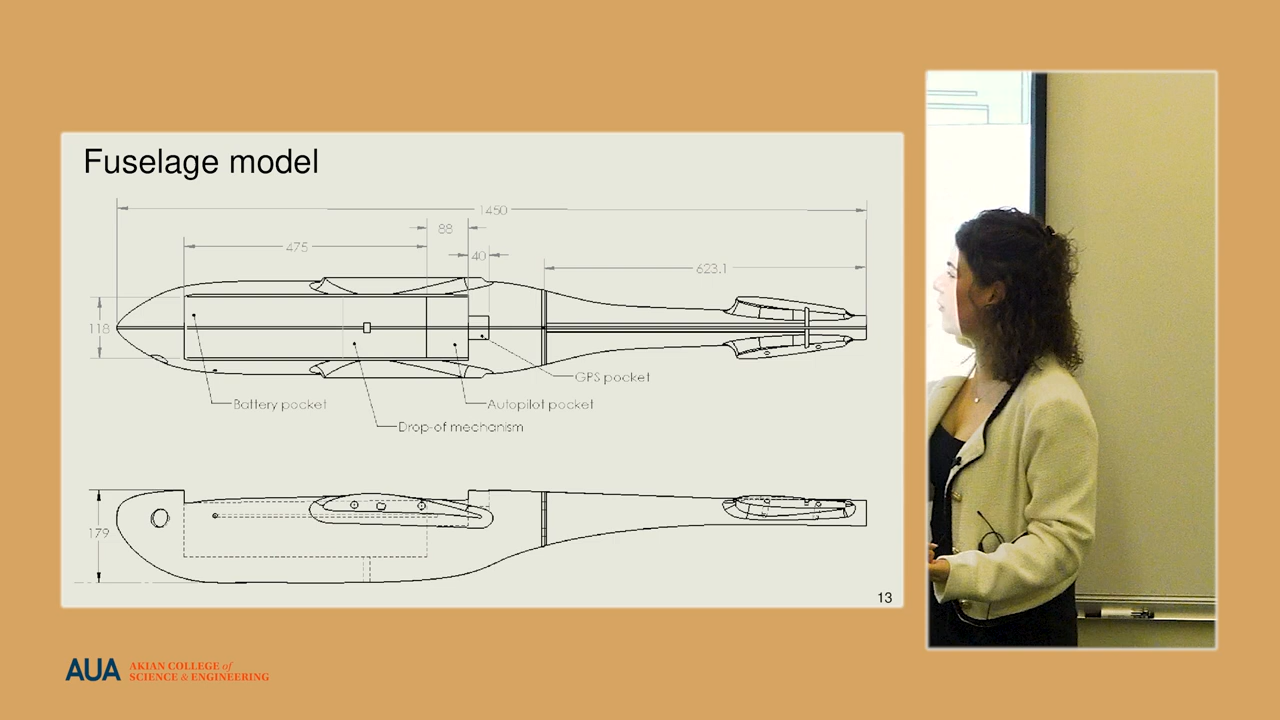 Fuselage model
1450
88
475
40
623.1
118
GPS pocket
Battery pocket
Autopilot pocket
Drop-of mechanism
179
13
AUA AKIAN COLLEGE of
SCIENCE & ENGINEERING